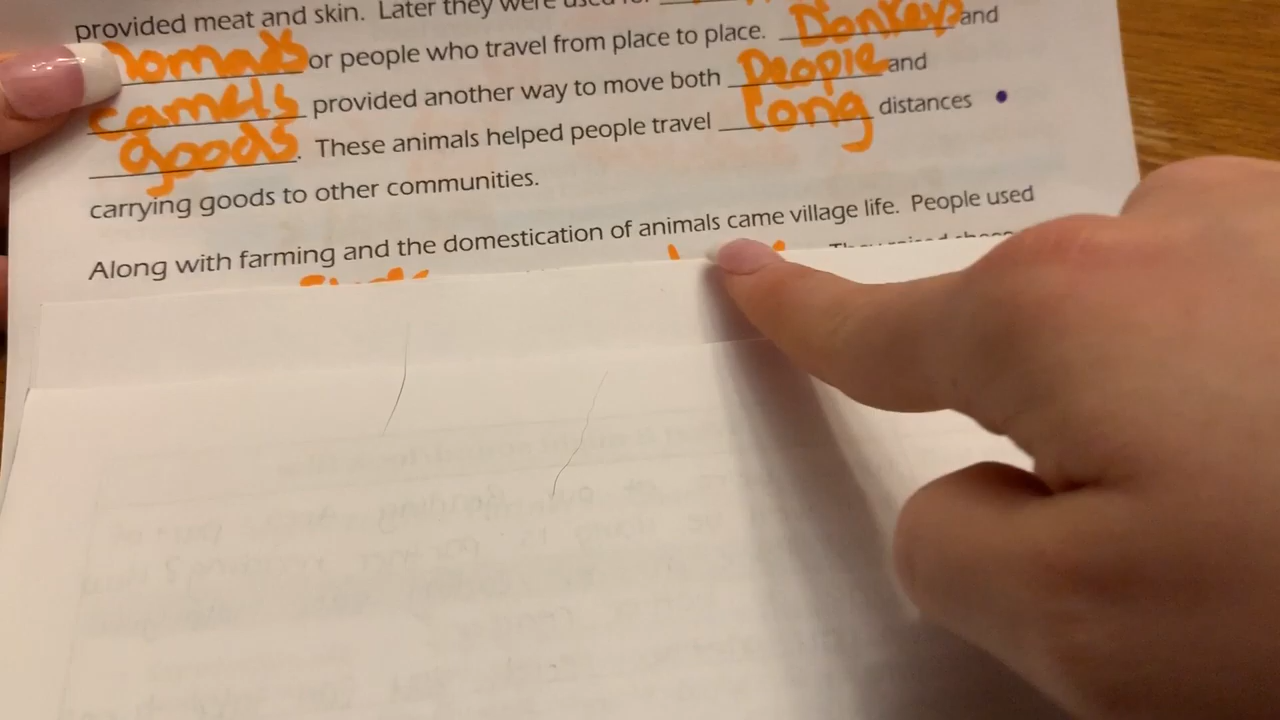 provided meat and skin. Later they were used for
Nomads or people who travel from place to place. Donkeys and
Camels provided another way to move both People and
goods. These animals helped people travel long distances
carrying goods to other communities.
Along with farming and the domestication of animals came village life. People used